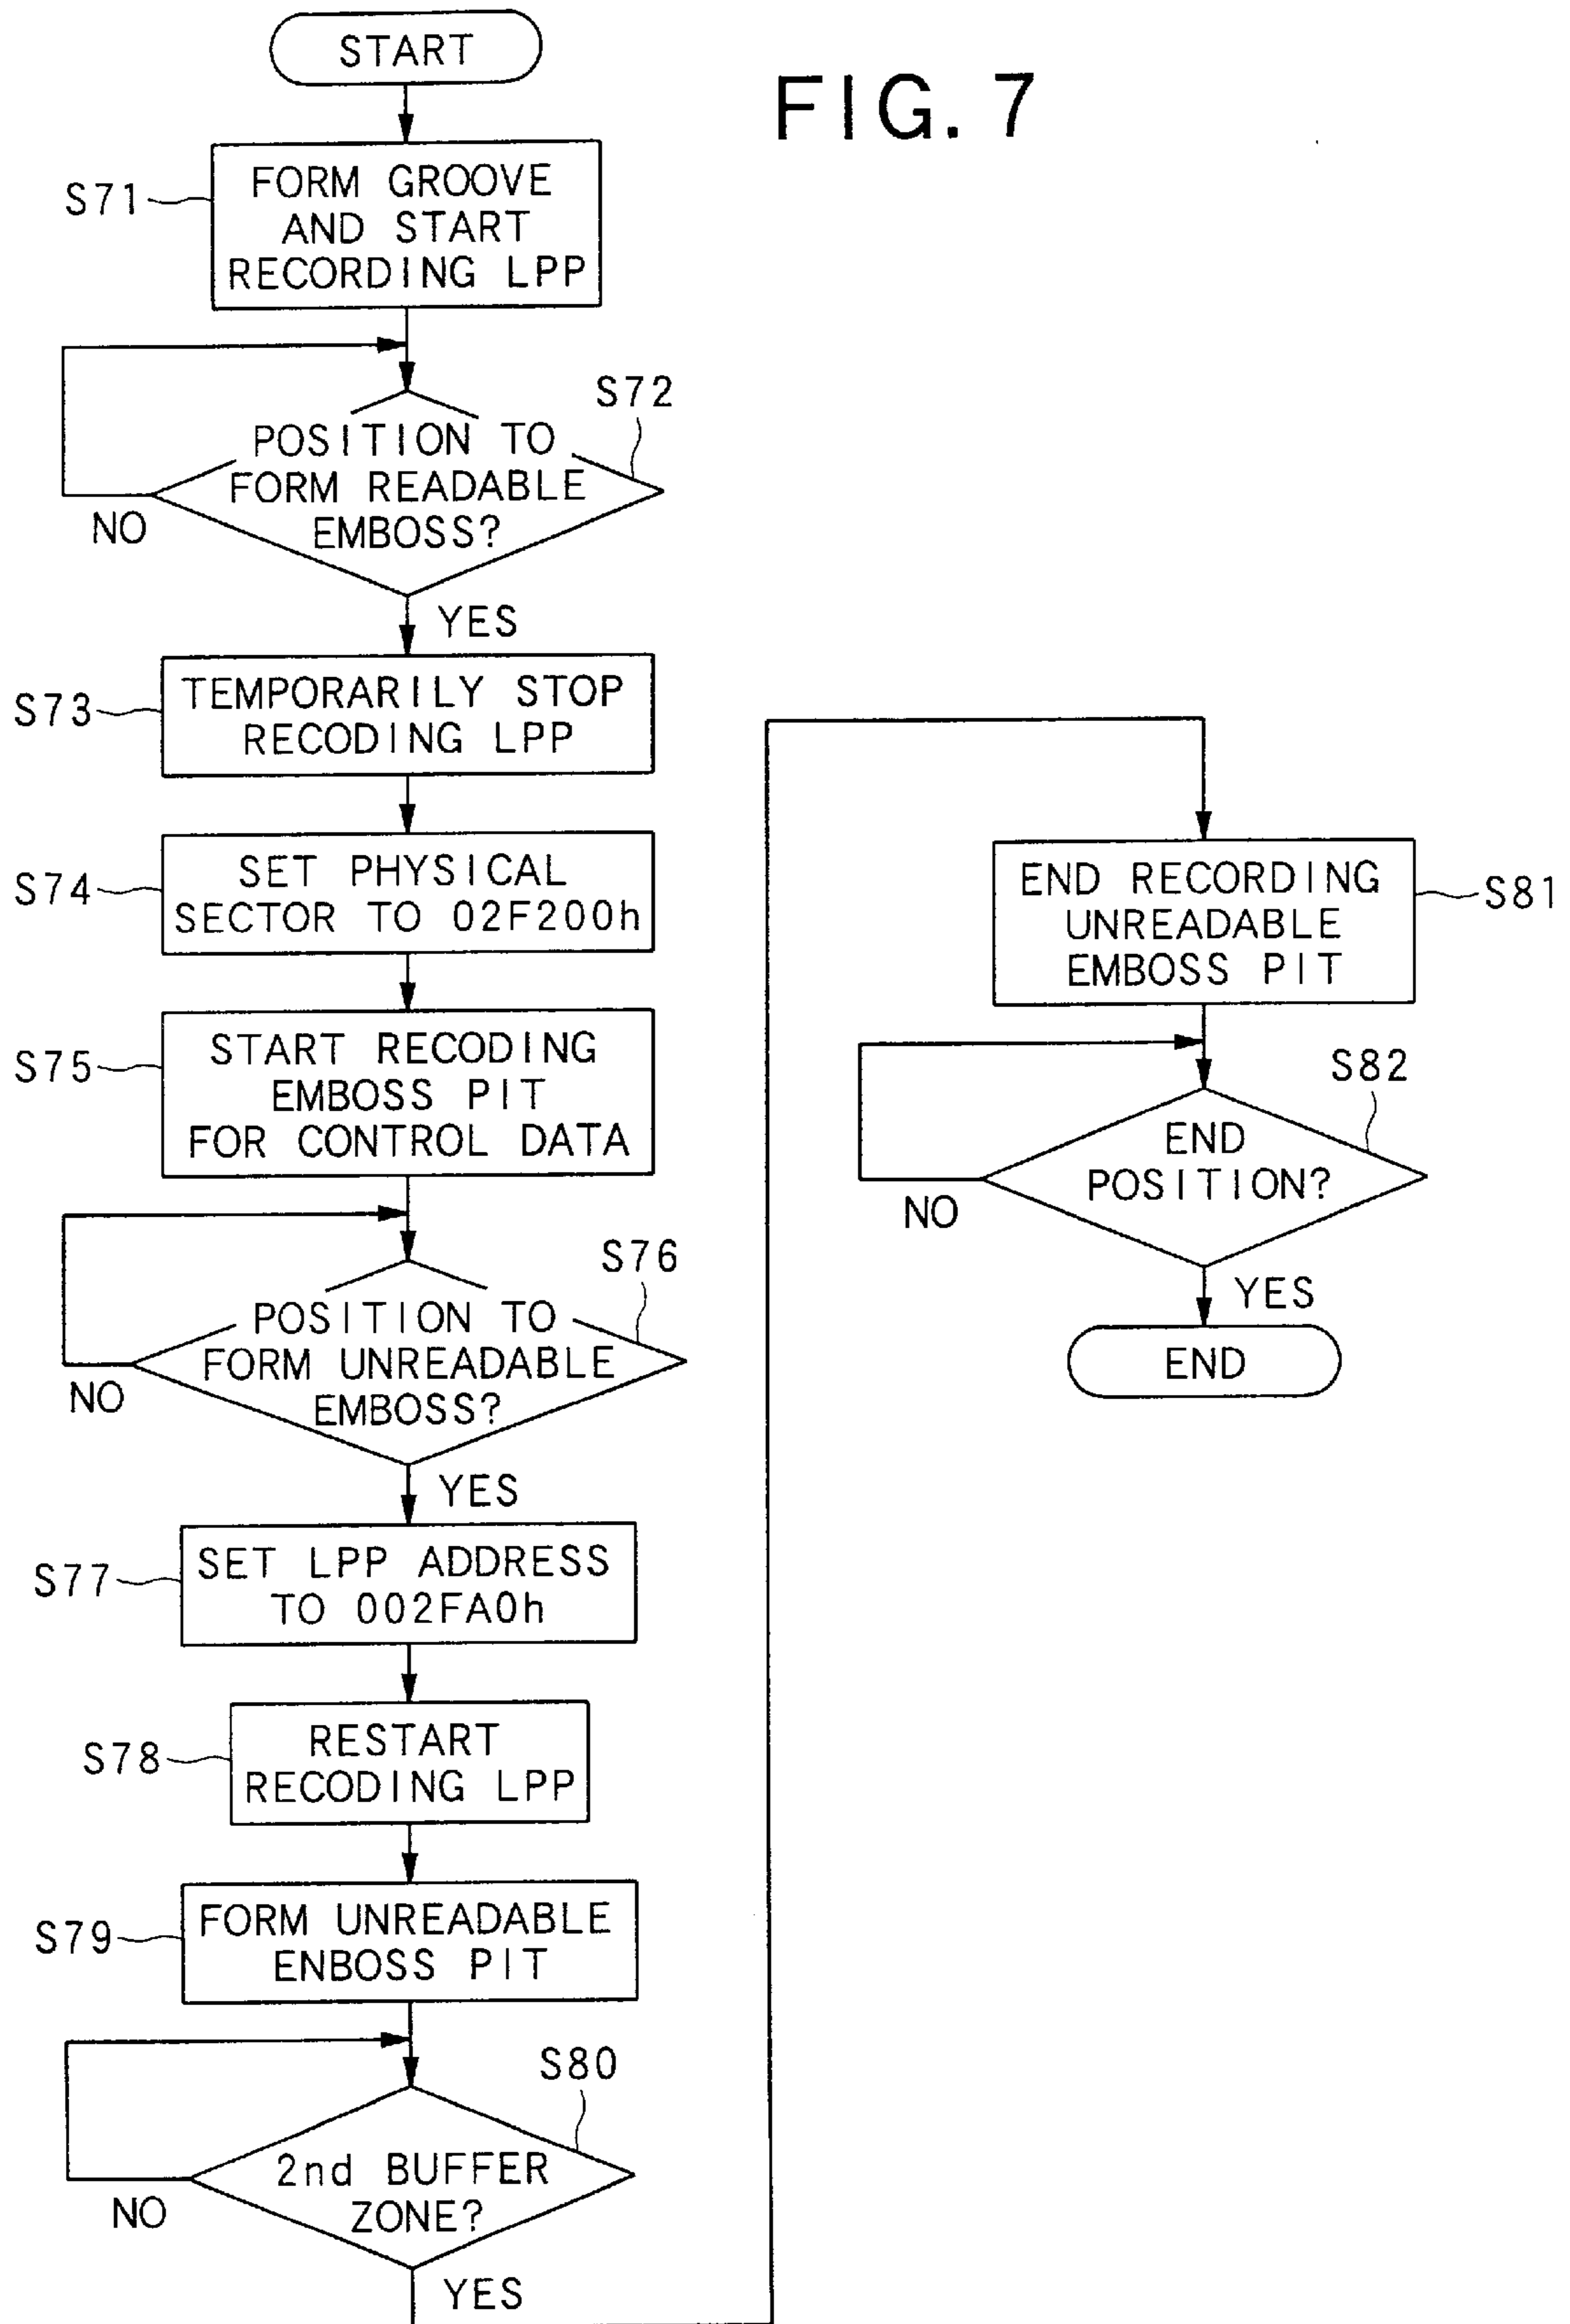 START
FIG. 7
S71
FORM GROOVE
AND START
RECORDING LPP
S72
POSITION TO
FORM READABLE
EMBOSS?
NO
YES
S73
TEMPORARILY STOP
RECODING LPP
S74
SET PHYSICAL
SECTOR TO 02F200h
S75
START RECODING
EMBOSS PIT
FOR CONTROL DATA
S76
POSITION TO
FORM UNREADABLE
EMBOSS?
NO
YES
S77
SET LPP ADDRESS
TO 002FA0h
S78
RESTART
RECODING LPP
S79
FORM UNREADABLE
ENBOSS PIT
S80
2nd BUFFER
ZONE?
NO
YES
END RECORDING
UNREADABLE
EMBOSS PIT
S81
S82
END
POSITION?
NO
YES
END